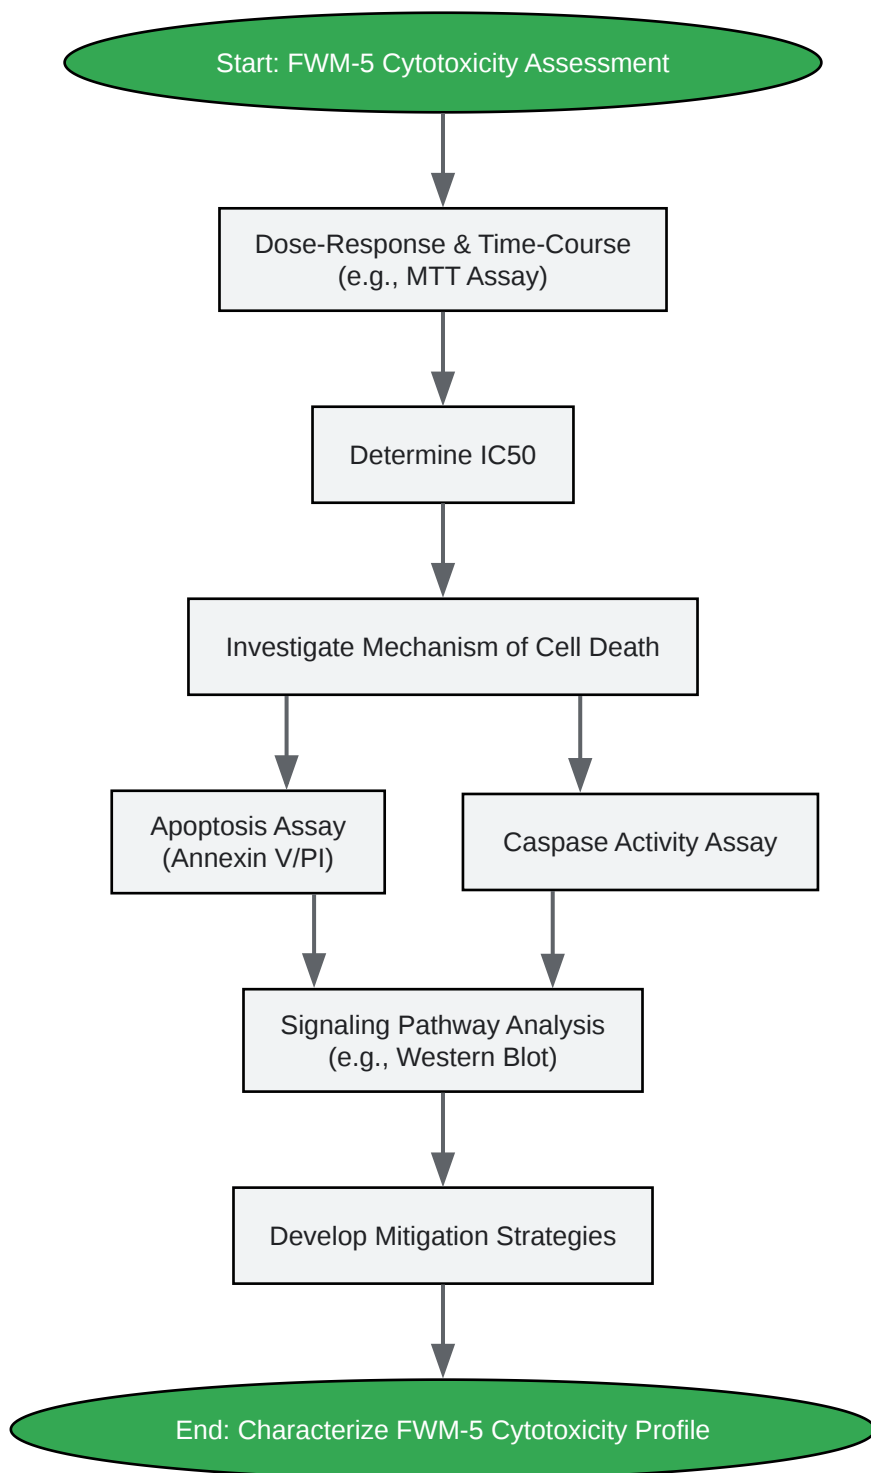 Start: FWM-5 Cytotoxicity Assessment
Dose-Response & Time-Course
(e.g., MTT Assay)
Determine IC50
Investigate Mechanism of Cell Death
Apoptosis Assay
(Annexin V/PI)
Caspase Activity Assay
Signaling Pathway Analysis
(e.g., Western Blot)
Develop Mitigation Strategies
End: Characterize FWM-5 Cytotoxicity Profile